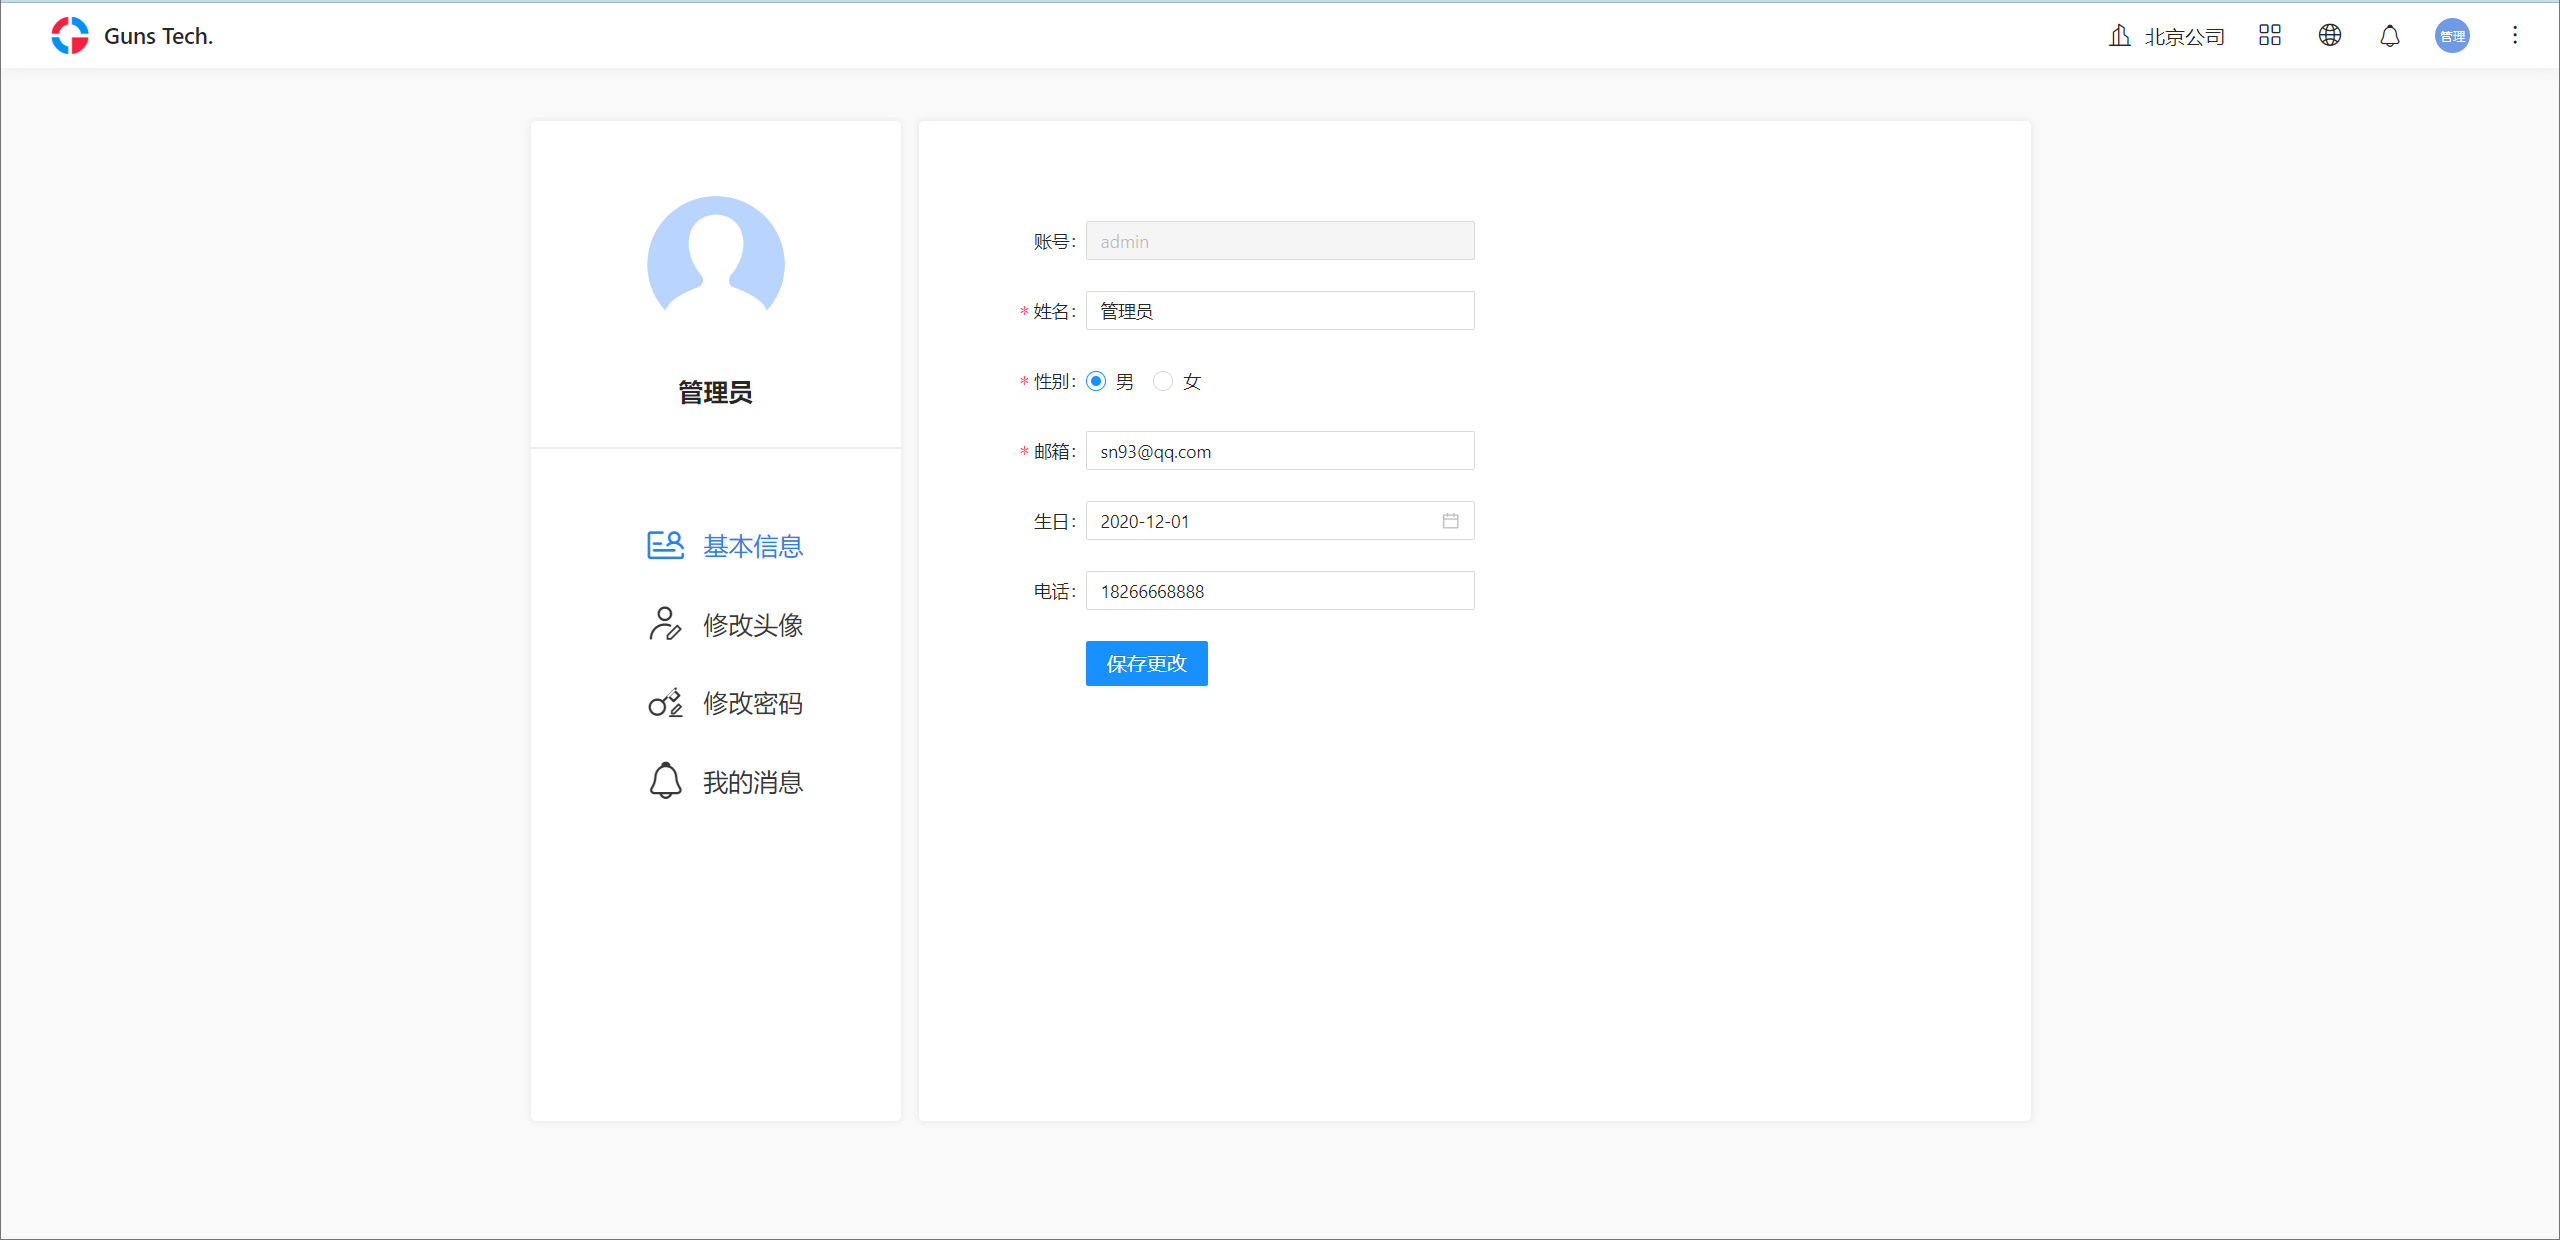 Guns Tech.
北京公司
管理
管理员
基本信息
修改头像
修改密码
我的消息
账号： admin
* 姓名： 管理员
* 性别： 男 女
* 邮箱： sn93@qq.com
生日： 2020-12-01
电话： 18266668888
保存更改